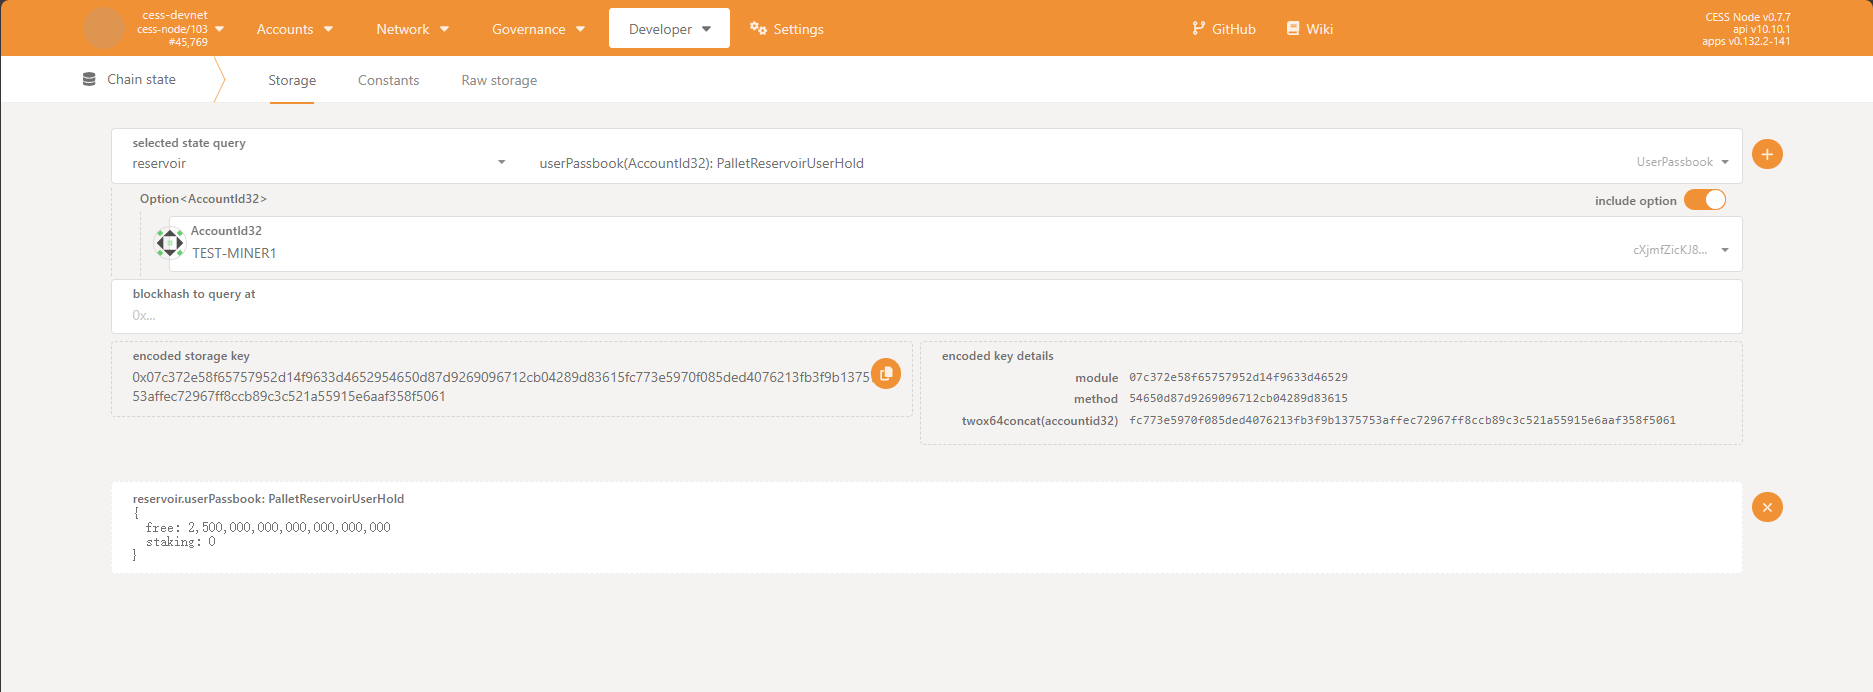 cess-devnet
cess-node/103
#45,769
Accounts
Network
Governance
Developer
Settings
GitHub
Wiki
CESS Node v0.7.7
api v10.10.1
apps v0.132.2-141
Chain state
Storage
Constants
Raw storage
selected state query
reservoir
userPassbook(AccountId32): PalletReservoirUserHold
UserPassbook
Option<AccountId32>
include option
AccountId32
TEST-MINER1
cXjmfZicKJ8...
blockhash to query at
0x...
encoded storage key
0x07c372e58f65757952d14f9633d4652954650d87d9269096712cb04289d83615fc773e5970f085ded4076213fb3f9b1375
53affec72967ff8ccb89c3c521a55915e6aaf358f5061
encoded key details
module 07c372e58f65757952d14f9633d46529
method 54650d87d9269096712cb04289d83615
twox64concat(accountid32) fc773e5970f085ded4076213fb3f9b1375753affec72967ff8ccb89c3c521a55915e6aaf358f5061
reservoir.userPassbook: PalletReservoirUserHold
{
free: 2,500,000,000,000,000,000,000
staking: 0
}